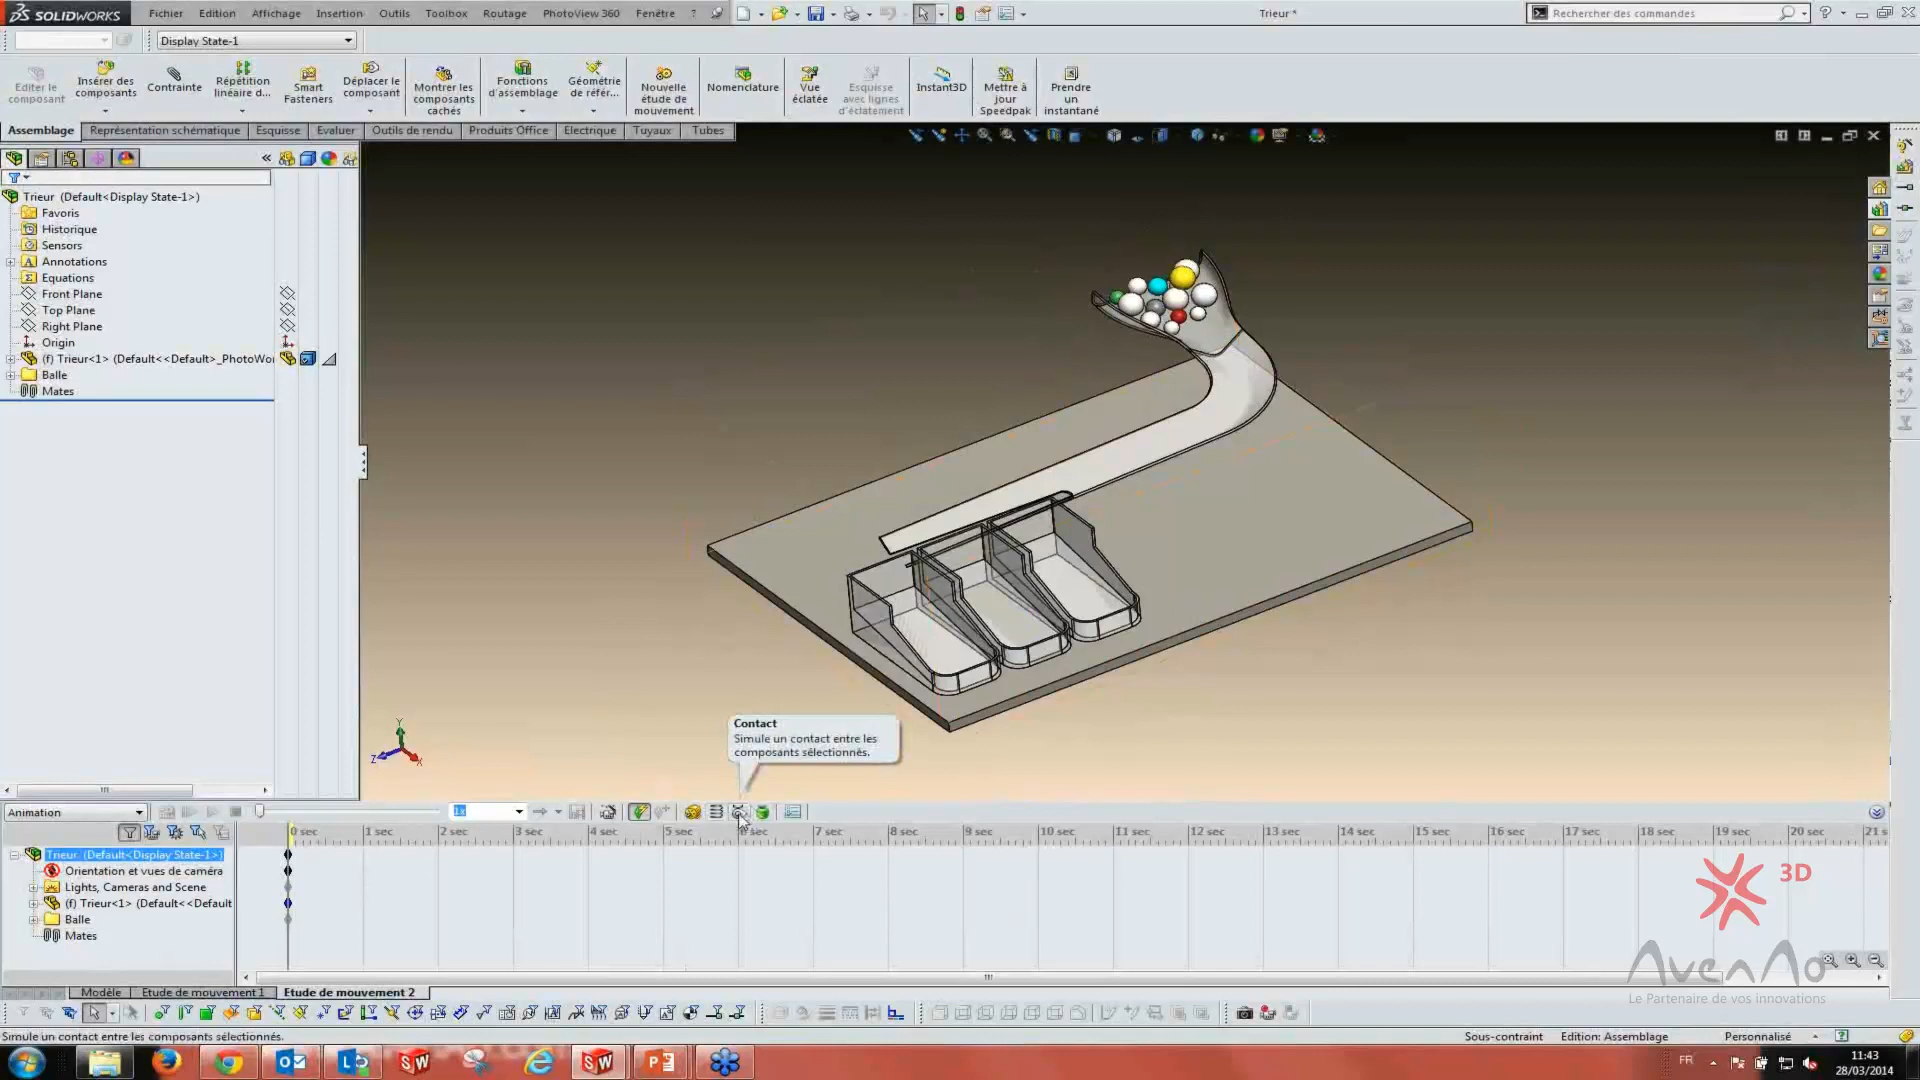 SOLIDWORKS Fichier Edition Affichage Insertion Outils Toolbox Routage PhotoView 360 Fenêtre ? Trieur * Rechercher des commandes
Display State-1
Editer le composant
Insérer des composants
Contrainte
Répétition linéaire d...
Smart Fasteners
Déplacer le composant
Montrer les composants cachés
Fonctions d'assemblage
Géométrie de référ...
Nouvelle étude de mouvement
Nomenclature
Vue éclatée
Esquisse avec lignes d'éclatement
Instant3D
Mettre à jour Speedpak
Prendre un instantané
Assemblage Représentation schématique Esquisse Evaluer Outils de rendu Produits Office Electrique Tuyaux Tubes
Trieur (Default<Display State-1>)
Favoris
Historique
Sensors
Annotations
Equations
Front Plane
Top Plane
Right Plane
Origin
(f) Trieur<1> (Default<<Default>_PhotoWor
Balle
Mates
Contact
Simule un contact entre les
composants sélectionnés.
Animation 1x
0 sec 1 sec 2 sec 3 sec 4 sec 5 sec 6 sec 7 sec 8 sec 9 sec 10 sec 11 sec 12 sec 13 sec 14 sec 15 sec 16 sec 17 sec 18 sec 19 sec 20 sec 21 s
Trieur (Default<Display State-1>)
Orientation et vues de caméra
Lights, Cameras and Scene
(f) Trieur<1> (Default<<Default
Balle
Mates
3D
AvenAo
Le Partenaire de vos innovations
Modèle Etude de mouvement 1 Etude de mouvement 2
Simule un contact entre les composants sélectionnés. Sous-contraint Edition: Assemblage Personnalisé
FR 11:43
28/03/2014